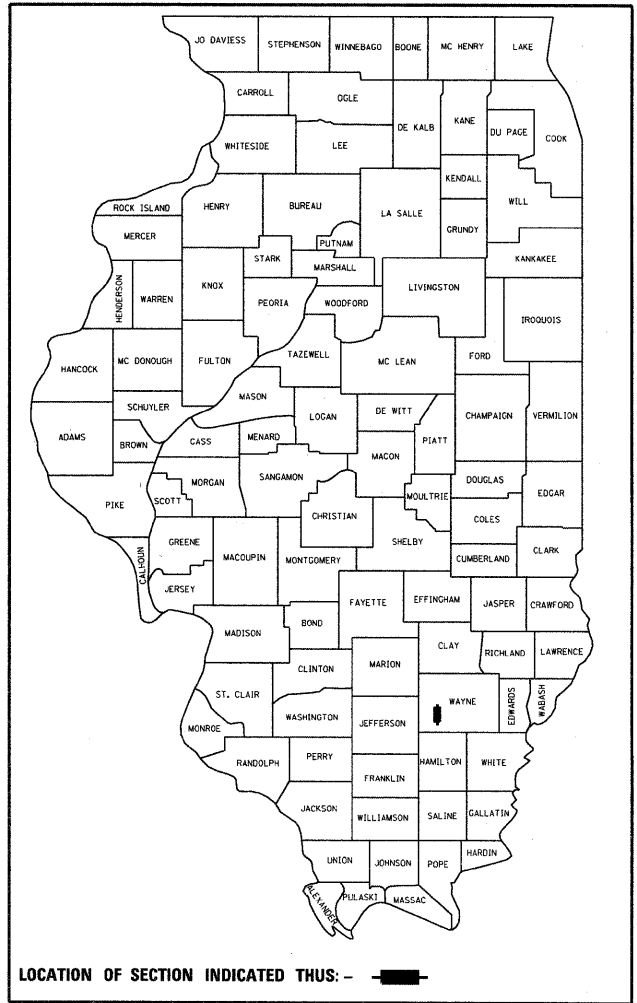 JO DAVIESS
STEPHENSON
WINNEBAGO
BOONE
MC HENRY
LAKE
CARROLL
OGLE
DE KALB
KANE
DU PAGE
COOK
WHITESIDE
LEE
KENDALL
WILL
ROCK ISLAND
HENRY
BUREAU
LA SALLE
GRUNDY
MERCER
PUTNAM
STARK
MARSHALL
KANKAKEE
HENDERSON
WARREN
KNOX
PEORIA
WOODFORD
LIVINGSTON
IROQUOIS
HANCOCK
MC DONOUGH
FULTON
TAZEWELL
MC LEAN
FORD
MASON
SCHUYLER
LOGAN
DE WITT
CHAMPAIGN
VERMILION
ADAMS
BROWN
CASS
MENARD
MACON
PIATT
PIKE
SCOTT
MORGAN
SANGAMON
MOULTRIE
DOUGLAS
EDGAR
CHRISTIAN
COLES
GREENE
MACOUPIN
MONTGOMERY
SHELBY
CUMBERLAND
CLARK
CALHOUN
JERSEY
FAYETTE
EFFINGHAM
JASPER
CRAWFORD
MADISON
BOND
CLAY
RICHLAND
LAWRENCE
MARION
CLINTON
ST. CLAIR
WAYNE
EDWARDS
WABASH
MONROE
WASHINGTON
JEFFERSON
RANDOLPH
PERRY
HAMILTON
WHITE
FRANKLIN
JACKSON
WILLIAMSON
SALINE
GALLATIN
UNION
JOHNSON
POPE
HARDIN
ALEXANDER
PULASKI
MASSAC
LOCATION OF SECTION INDICATED THUS: -